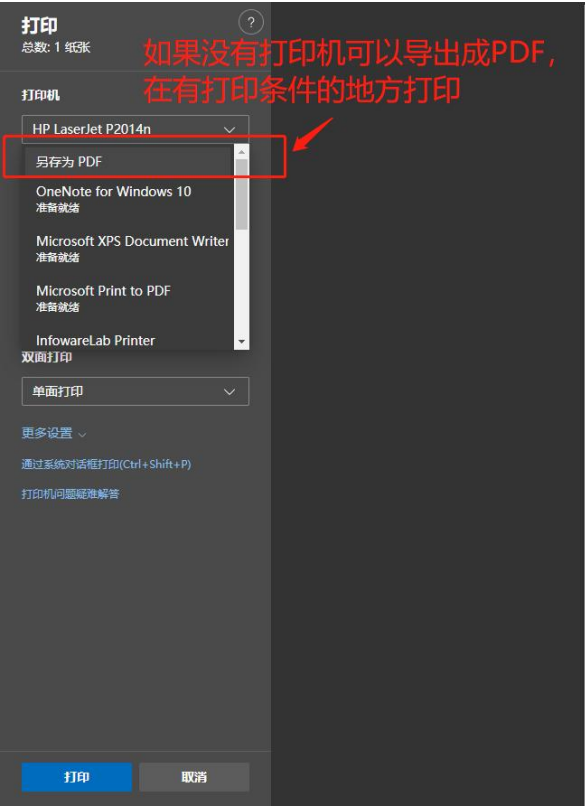 打印
?
总数: 1 纸张
如果没有打印机可以导出成PDF,
在有打印条件的地方打印
打印机
HP LaserJet P2014n
另存为 PDF
OneNote for Windows 10
准备就绪
Microsoft XPS Document Writer
准备就绪
Microsoft Print to PDF
准备就绪
InfowareLab Printer
双面打印
单面打印
更多设置
通过系统对话框打印(Ctrl+Shift+P)
打印机问题疑难解答
打印
取消